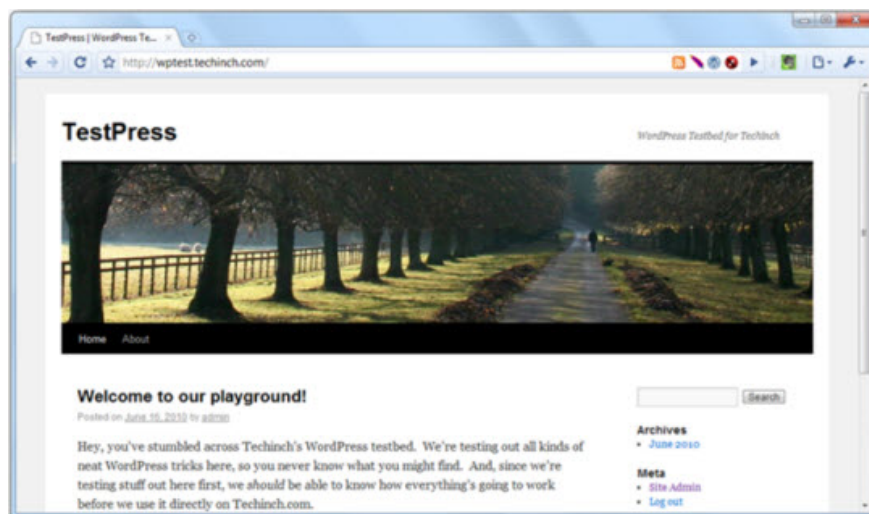 TestPress | WordPress Te...
http://wptest.techinch.com/
TestPress
WordPress Testbed for Techinch
Home About
Welcome to our playground!
Posted on June 16, 2010 by admin
Hey, you've stumbled across Techinch's WordPress testbed. We're testing out all kinds of
neat WordPress tricks here, so you never know what you might find. And, since we're
testing stuff out here first, we should be able to know how everything's going to work
before we use it directly on Techinch.com.
Search
Archives
June 2010
Meta
Site Admin
Log out